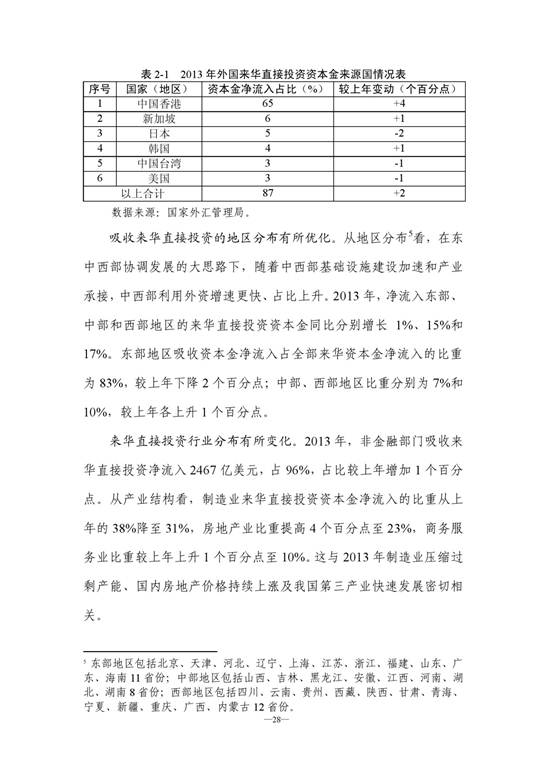 表 2-1 2013 年外国来华直接投资资本金来源国情况表
序号 国家（地区） 资本金净流入占比（%） 较上年变动（个百分点）
1 中国香港 65 +4
2 新加坡 6 +1
3 日本 5 -2
4 韩国 4 +1
5 中国台湾 3 -1
6 美国 3 -1
以上合计 87 +2
数据来源：国家外汇管理局。
吸收来华直接投资的地区分布有所优化。从地区分布5看，在东
中西部协调发展的大思路下，随着中西部基础设施建设加速和产业
承接，中西部利用外资增速更快、占比上升。2013 年，净流入东部、
中部和西部地区的来华直接投资资本金同比分别增长 1%、15%和
17%。东部地区吸收资本金净流入占全部来华资本金净流入的比重
为 83%，较上年下降 2 个百分点；中部、西部地区比重分别为 7%和
10%，较上年各上升 1 个百分点。
来华直接投资行业分布有所变化。2013 年，非金融部门吸收来
华直接投资净流入 2467 亿美元，占 96%，占比较上年增加 1 个百分
点。从产业结构看，制造业来华直接投资资本金净流入的比重从上
年的 38%降至 31%，房地产业比重提高 4 个百分点至 23%，商务服
务业比重较上年上升 1 个百分点至 10%。这与 2013 年制造业压缩过
剩产能、国内房地产价格持续上涨及我国第三产业快速发展密切相
关。
5 东部地区包括北京、天津、河北、辽宁、上海、江苏、浙江、福建、山东、广
东、海南 11 省份；中部地区包括山西、吉林、黑龙江、安徽、江西、河南、湖
北、湖南 8 省份；西部地区包括四川、云南、贵州、西藏、陕西、甘肃、青海、
宁夏、新疆、重庆、广西、内蒙古 12 省份。
—28—